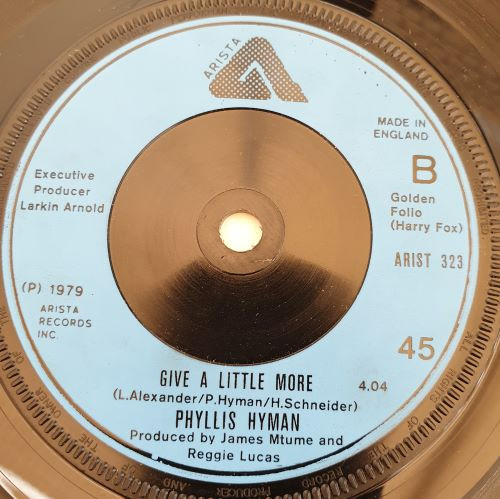 ARISTA
MADE IN
ENGLAND
B
Golden
Folio
(Harry Fox)
ARIST 323
Executive
Producer
Larkin Arnold
(P) 1979
ARISTA
RECORDS
INC.
45
GIVE A LITTLE MORE 4.04
(L.Alexander/P.Hyman/H.Schneider)
PHYLLIS HYMAN
Produced by James Mtume and
Reggie Lucas